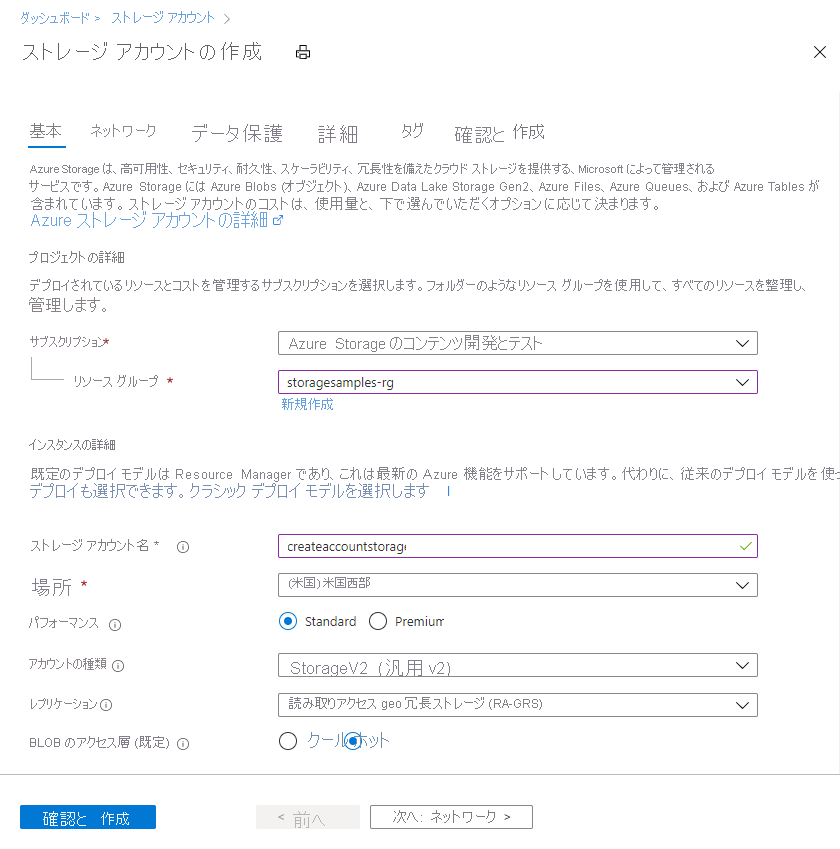 ダッシュボード > ストレージ アカウント >
ストレージ アカウントの作成
基本 ネットワーク データ保護 詳細 タグ 確認と 作成
Azure Storage は、高可用性、セキュリティ、耐久性、スケーラビリティ、冗長性を備えたクラウド ストレージを提供する、Microsoft によって管理される
サービスです。Azure Storage には Azure Blobs (オブジェクト)、Azure Data Lake Storage Gen2、Azure Files、Azure Queues、および Azure Tables が
含まれています。ストレージ アカウントのコストは、使用量と、下で選んでいただくオプションに応じて決まります。
Azure ストレージ アカウントの詳細
プロジェクトの詳細
デプロイされているリソースとコストを管理するサブスクリプションを選択します。フォルダーのようなリソース グループを使用して、すべてのリソースを整理し、
管理します。
サブスクリプション* Azure Storage のコンテンツ開発とテスト
リソース グループ * storagesamples-rg
新規作成
インスタンスの詳細
既定のデプロイ モデルは Resource Manager であり、これは最新の Azure 機能をサポートしています。代わりに、従来のデプロイ モデルを使っ
デプロイも選択できます。クラシック デプロイ モデルを選択します
ストレージ アカウント名 * createaccountstorage
場所 * (米国) 米国西部
パフォーマンス Standard Premium
アカウントの種類 StorageV2 (汎用 v2)
レプリケーション 読み取りアクセス geo 冗長ストレージ (RA-GRS)
BLOB のアクセス層 (既定) クール ホット
確認と 作成 < 前へ 次へ: ネットワーク >